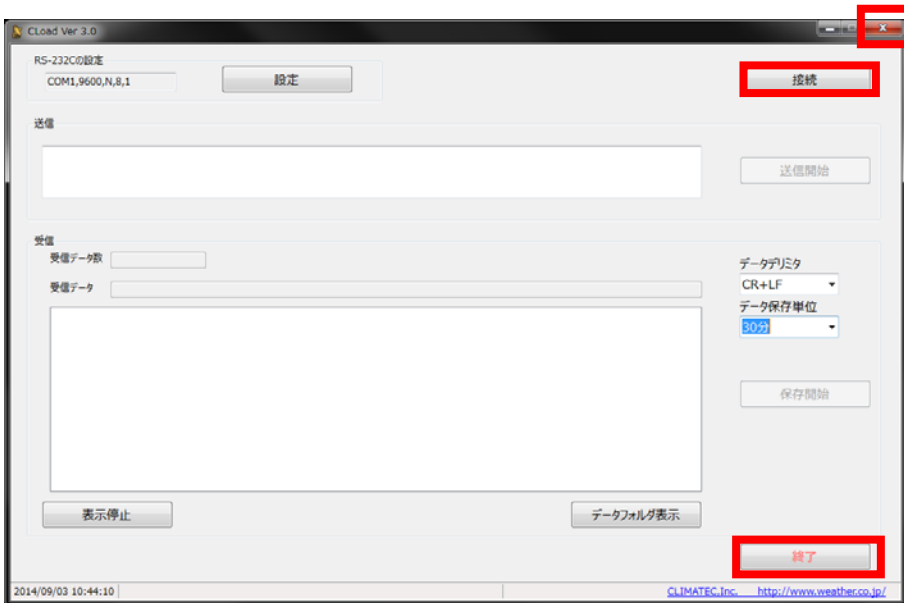 CLoad Ver 3.0
RS-232Cの設定
COM1,9600,N,8,1
設定
接続
送信
送信開始
受信
受信データ数
データデリミタ
受信データ
CR+LF
データ保存単位
30分
保存開始
表示停止
データフォルダ表示
終了
2014/09/03 10:44:10
CLIMATEC.Inc. http://www.weather.co.jp/